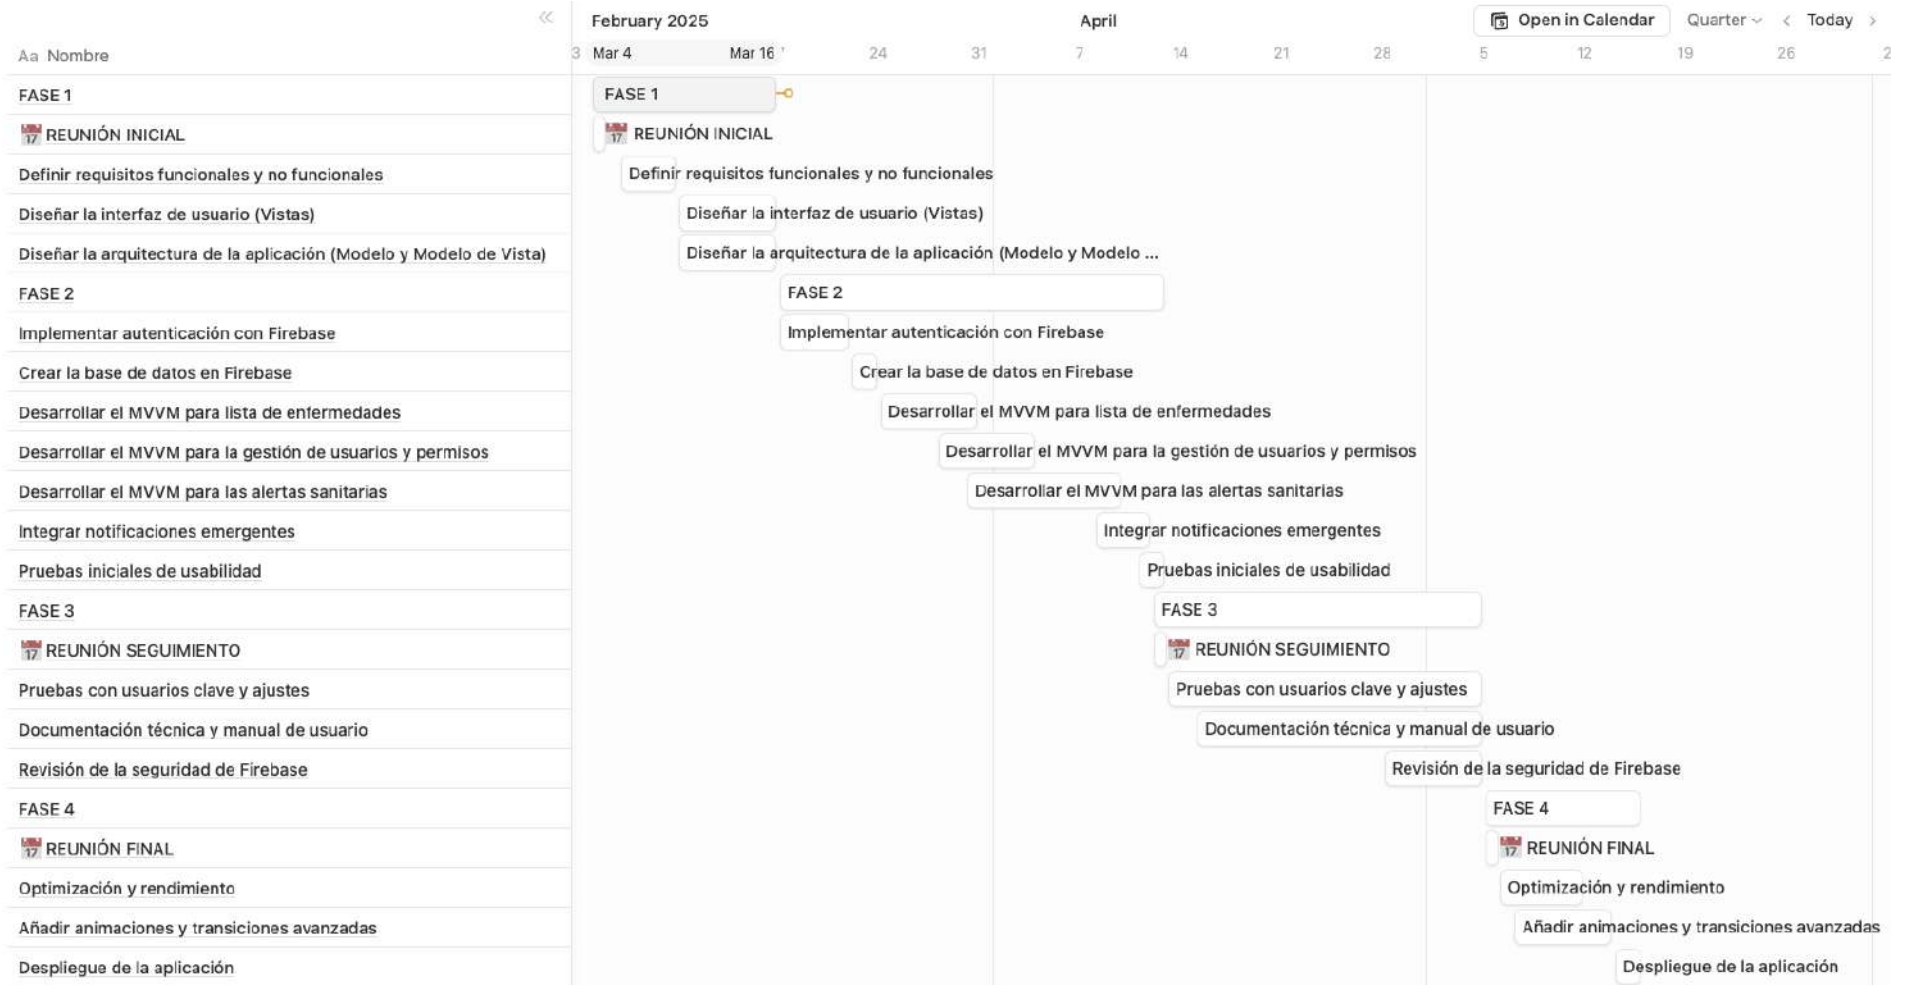 February 2025 April Open in Calendar Quarter Today
Aa Nombre 3 Mar 4 Mar 16 24 31 7 14 21 28 5 12 19 26 2
FASE 1 FASE 1
17 REUNIÓN INICIAL 17 REUNIÓN INICIAL
Definir requisitos funcionales y no funcionales Definir requisitos funcionales y no funcionales
Diseñar la interfaz de usuario (Vistas) Diseñar la interfaz de usuario (Vistas)
Diseñar la arquitectura de la aplicación (Modelo y Modelo de Vista) Diseñar la arquitectura de la aplicación (Modelo y Modelo ...
FASE 2 FASE 2
Implementar autenticación con Firebase Implementar autenticación con Firebase
Crear la base de datos en Firebase Crear la base de datos en Firebase
Desarrollar el MVVM para lista de enfermedades Desarrollar el MVVM para lista de enfermedades
Desarrollar el MVVM para la gestión de usuarios y permisos Desarrollar el MVVM para la gestión de usuarios y permisos
Desarrollar el MVVM para las alertas sanitarias Desarrollar el MVVM para las alertas sanitarias
Integrar notificaciones emergentes Integrar notificaciones emergentes
Pruebas iniciales de usabilidad Pruebas iniciales de usabilidad
FASE 3 FASE 3
17 REUNIÓN SEGUIMIENTO 17 REUNIÓN SEGUIMIENTO
Pruebas con usuarios clave y ajustes Pruebas con usuarios clave y ajustes
Documentación técnica y manual de usuario Documentación técnica y manual de usuario
Revisión de la seguridad de Firebase Revisión de la seguridad de Firebase
FASE 4 FASE 4
17 REUNIÓN FINAL 17 REUNIÓN FINAL
Optimización y rendimiento Optimización y rendimiento
Añadir animaciones y transiciones avanzadas Añadir animaciones y transiciones avanzadas
Despliegue de la aplicación Despliegue de la aplicación